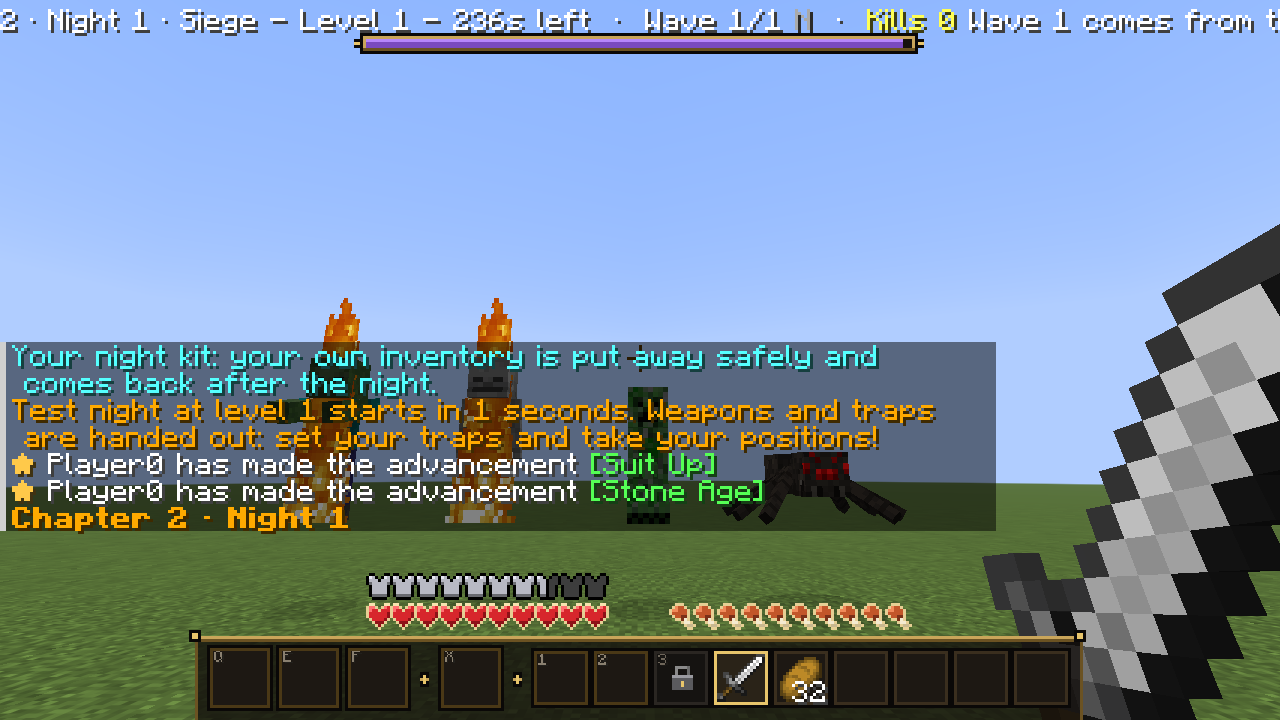 2 · Night 1 · Siege – Level 1 – 236s left · Wave 1/1 N · Kills 0 Wave 1 comes from t
Your night kit: your own inventory is put away safely and
comes back after the night.
Test night at level 1 starts in 1 seconds. Weapons and traps
are handed out: set your traps and take your positions!
Player0 has made the advancement [Suit Up]
Player0 has made the advancement [Stone Age]
Chapter 2 · Night 1
Q E F X 1 2 3
32